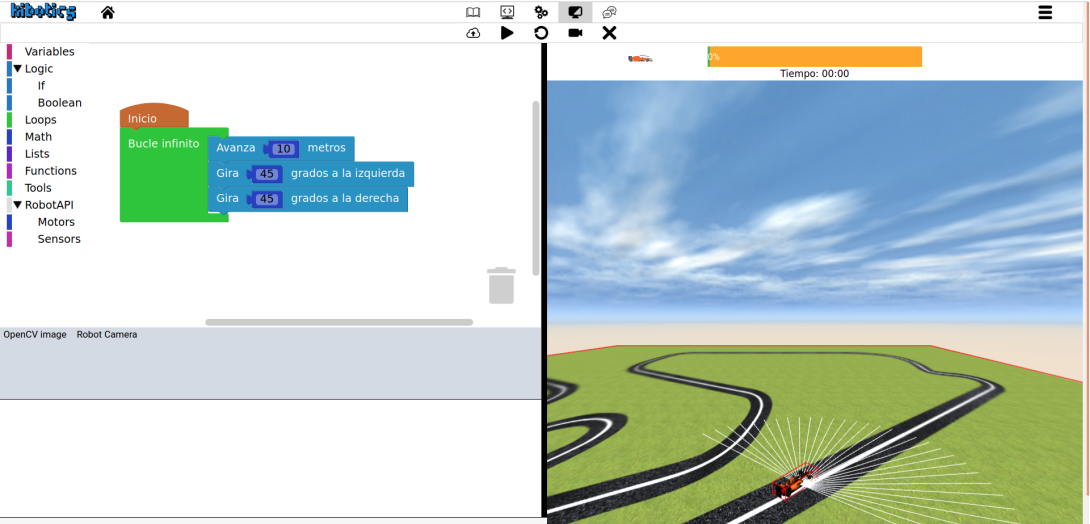 kibotics
Variables
Logic
If
Boolean
Loops
Math
Lists
Functions
Tools
RobotAPI
Motors
Sensors
Inicio
Bucle infinito
Avanza 10 metros
Gira 45 grados a la izquierda
Gira 45 grados a la derecha
OpenCV image Robot Camera
0%
Tiempo: 00:00